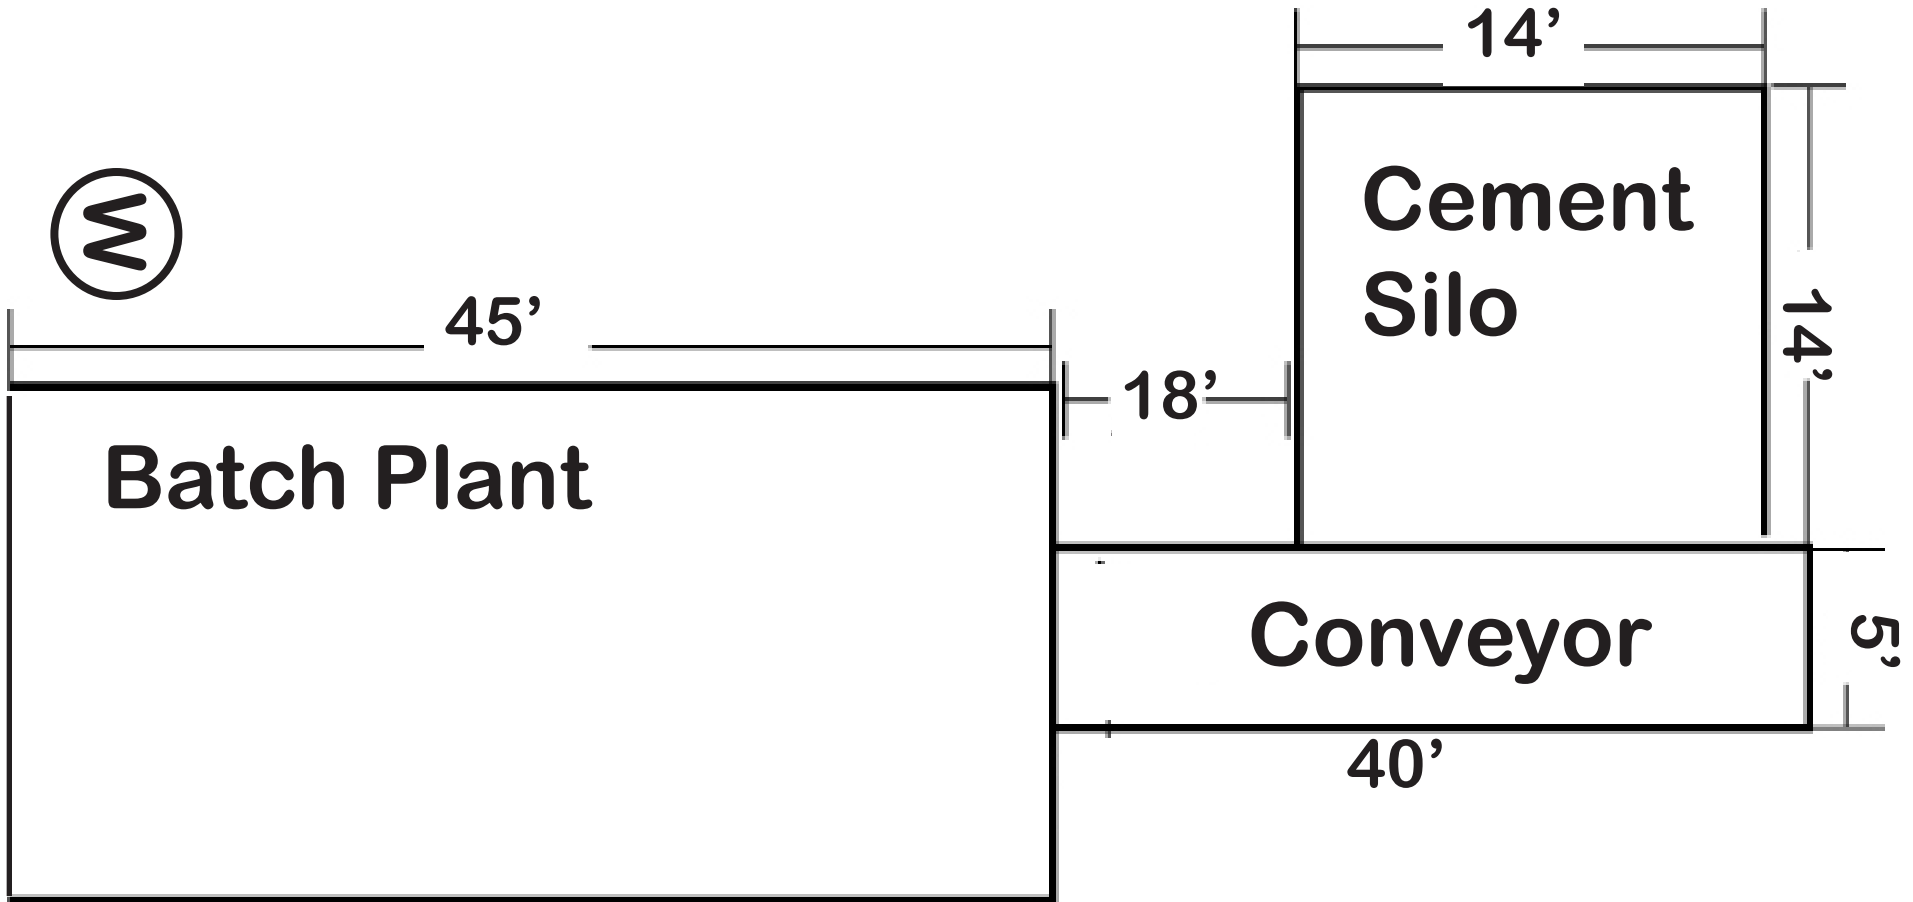 14’
Cement
Silo
14’
W
45’
18’
Batch Plant
Conveyor
5’
40’